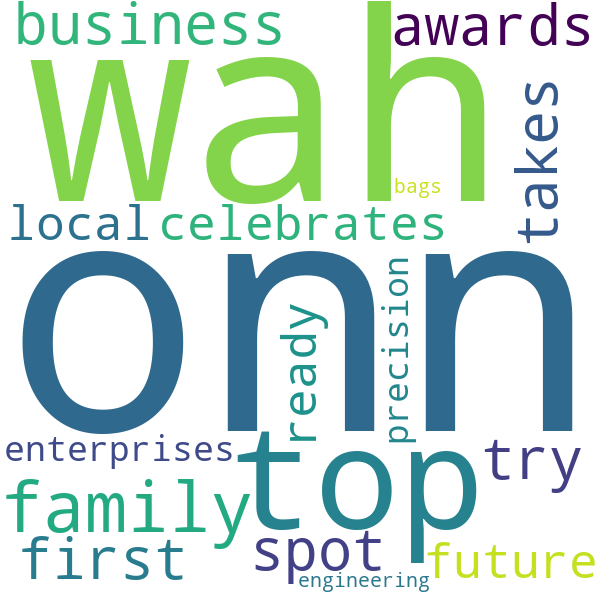 business
awards
wah
takes
bags
local
celebrates
onn
ready
precision
enterprises
top
try
family
first
spot
future
engineering